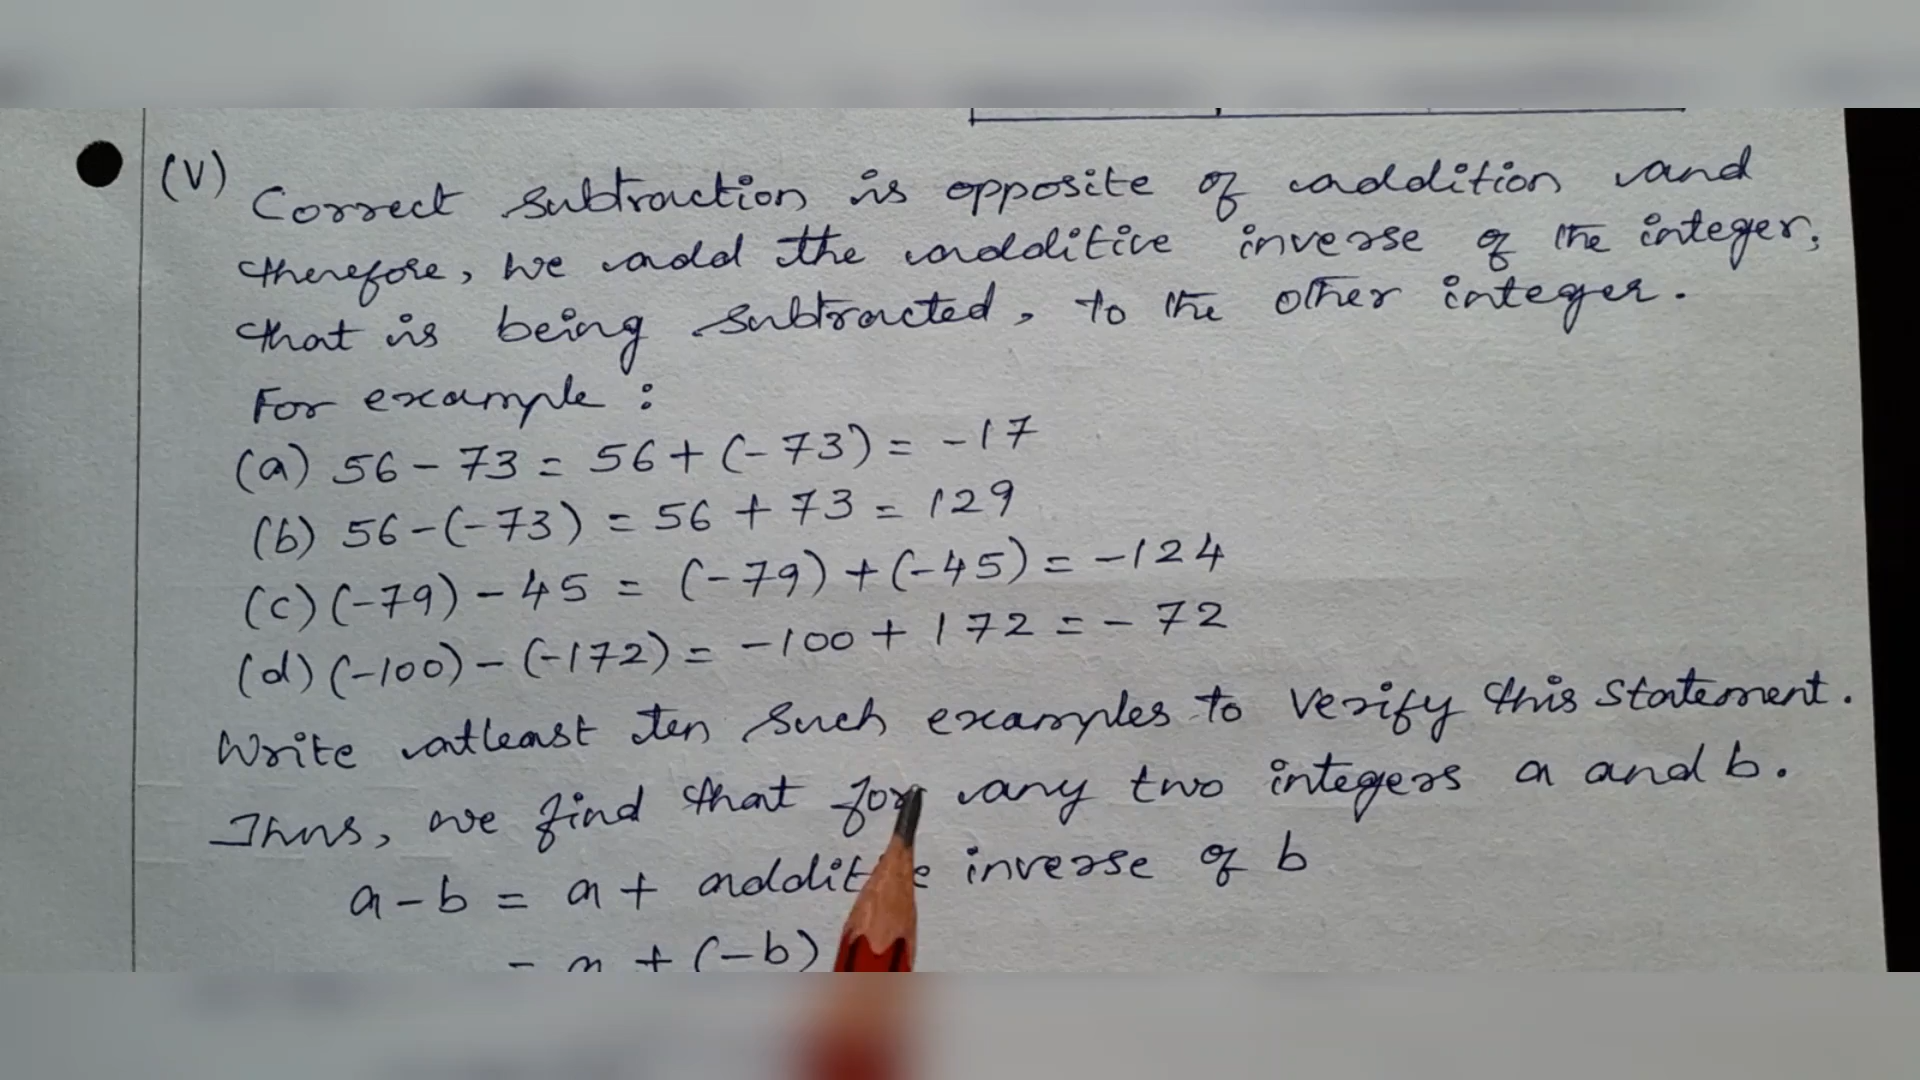 (V) Correct subtraction is opposite of addition and
therefore, we add the additive inverse of the integer,
that is being subtracted, to the other integer.
For example :
(a) 56 - 73 = 56 + (- 73) = - 17
(b) 56 - (- 73) = 56 + 73 = 129
(c) (-79) - 45 = (-79) + (-45) = -124
(d) (-100) - (-172) = -100 + 172 = - 72
Write atleast ten such examples to verify this statement.
Thus, we find that for any two integers a and b.
a - b = a + additive inverse of b
= a + (-b)